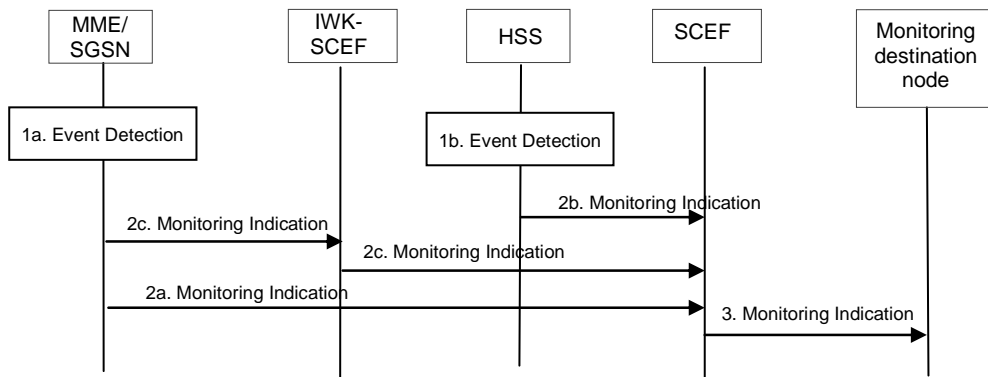 MME/
SGSN
IWK-
SCEF
HSS
SCEF
Monitoring
destination
node
1a. Event Detection
1b. Event Detection
2b. Monitoring Indication
2c. Monitoring Indication
2c. Monitoring Indication
2a. Monitoring Indication
3. Monitoring Indication